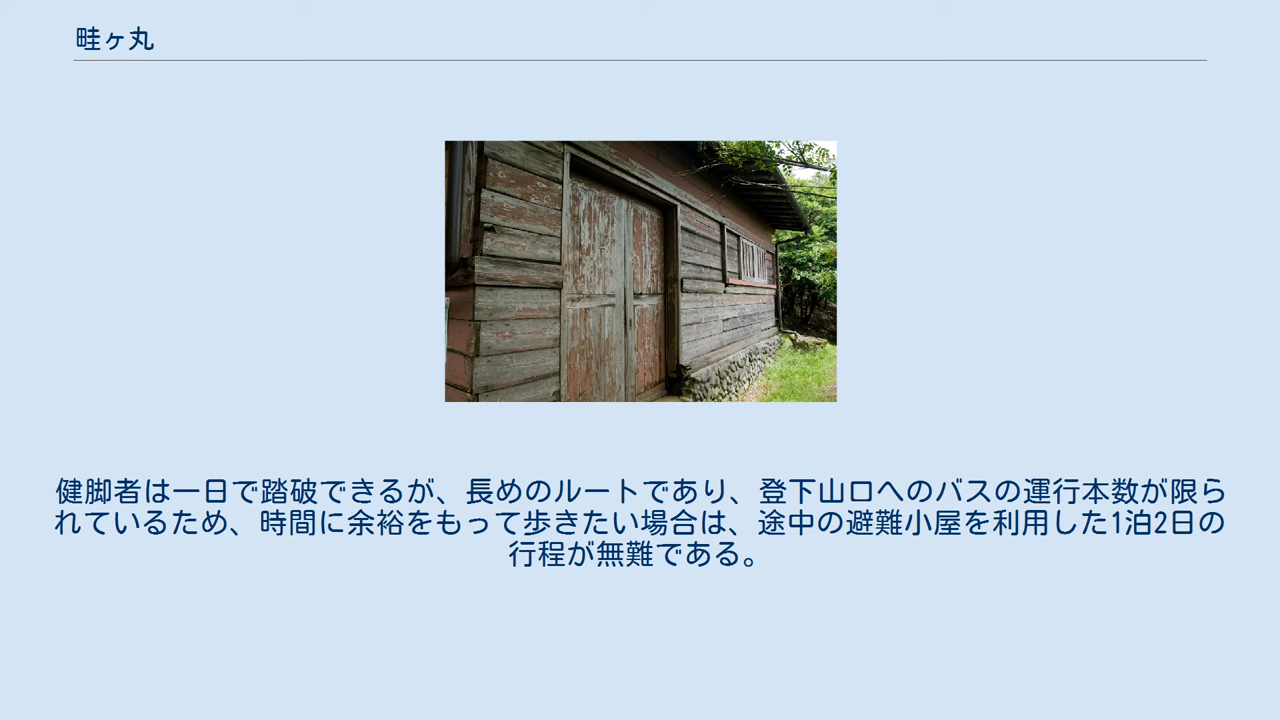 畦ヶ丸
健脚者は一日で踏破できるが、長めのルートであり、登下山口へのバスの運行本数が限ら
れているため、時間に余裕をもって歩きたい場合は、途中の避難小屋を利用した1泊2日の
行程が無難である。